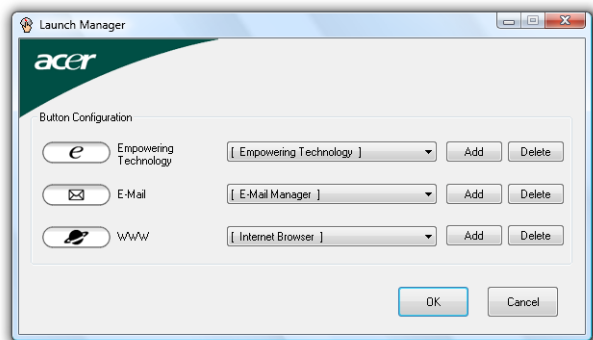 Launch Manager
acer
Button Configuration
e Empowering Technology [ Empowering Technology ] Add Delete
E-Mail [ E-Mail Manager ] Add Delete
WWW [ Internet Browser ] Add Delete
OK Cancel